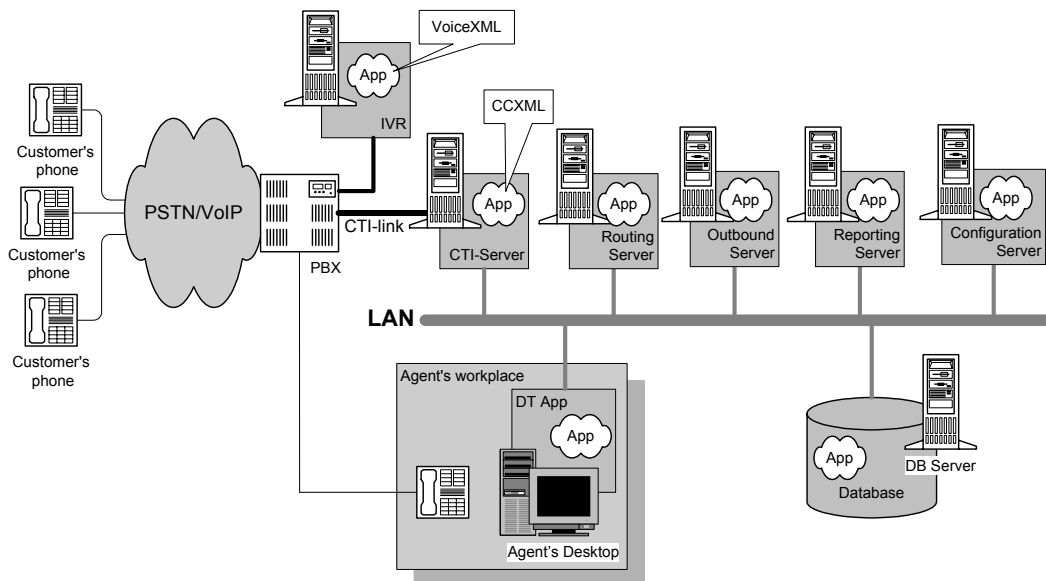 VoiceXML
App
IVR
CCXML
Customer's
phone
Customer's
phone
Customer's
phone
PSTN/VoIP
PBX
CTI-link
App
CTI-Server
App
Routing
Server
App
Outbound
Server
App
Reporting
Server
App
Configuration
Server
LAN
Agent's workplace
DT App
App
Agent's Desktop
App
Database
DB Server